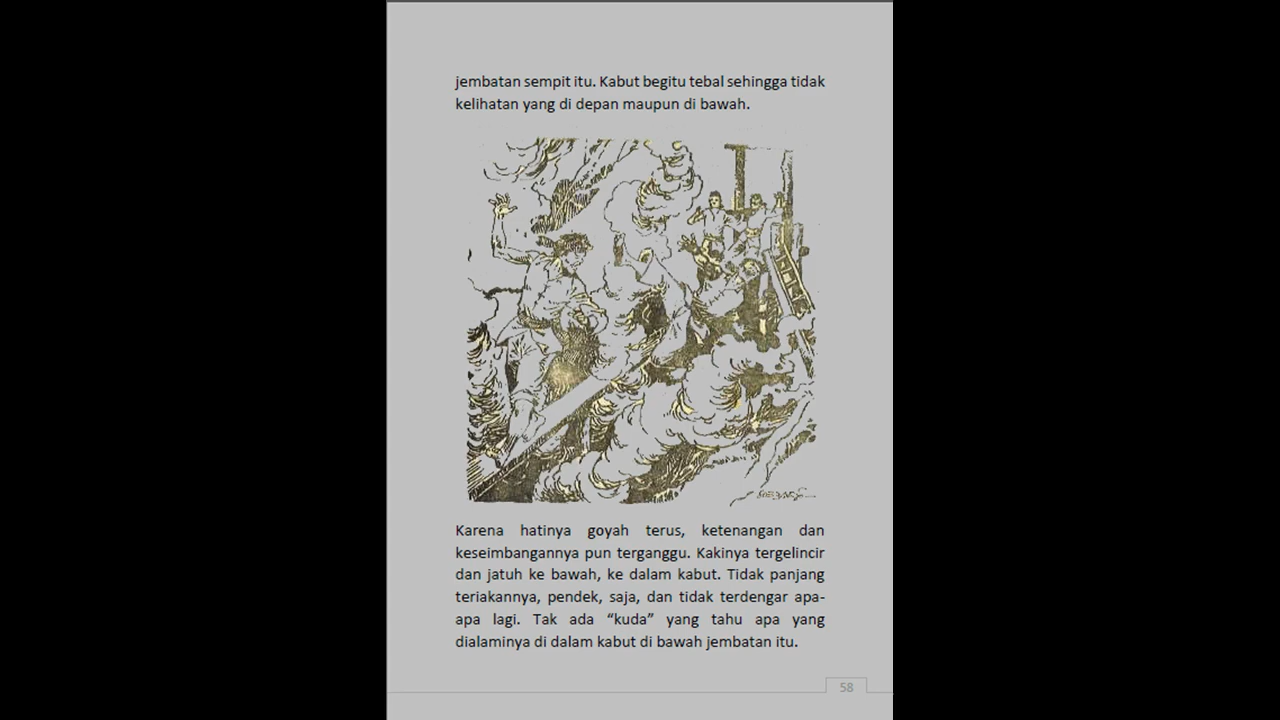 jembatan sempit itu. Kabut begitu tebal sehingga tidak
kelihatan yang di depan maupun di bawah.
Karena hatinya goyah terus, ketenangan dan
keseimbangannya pun terganggu. Kakinya tergelincir
dan jatuh ke bawah, ke dalam kabut. Tidak panjang
teriakannya, pendek, saja, dan tidak terdengar apa-
apa lagi. Tak ada “kuda” yang tahu apa yang
dialaminya di dalam kabut di bawah jembatan itu.
58